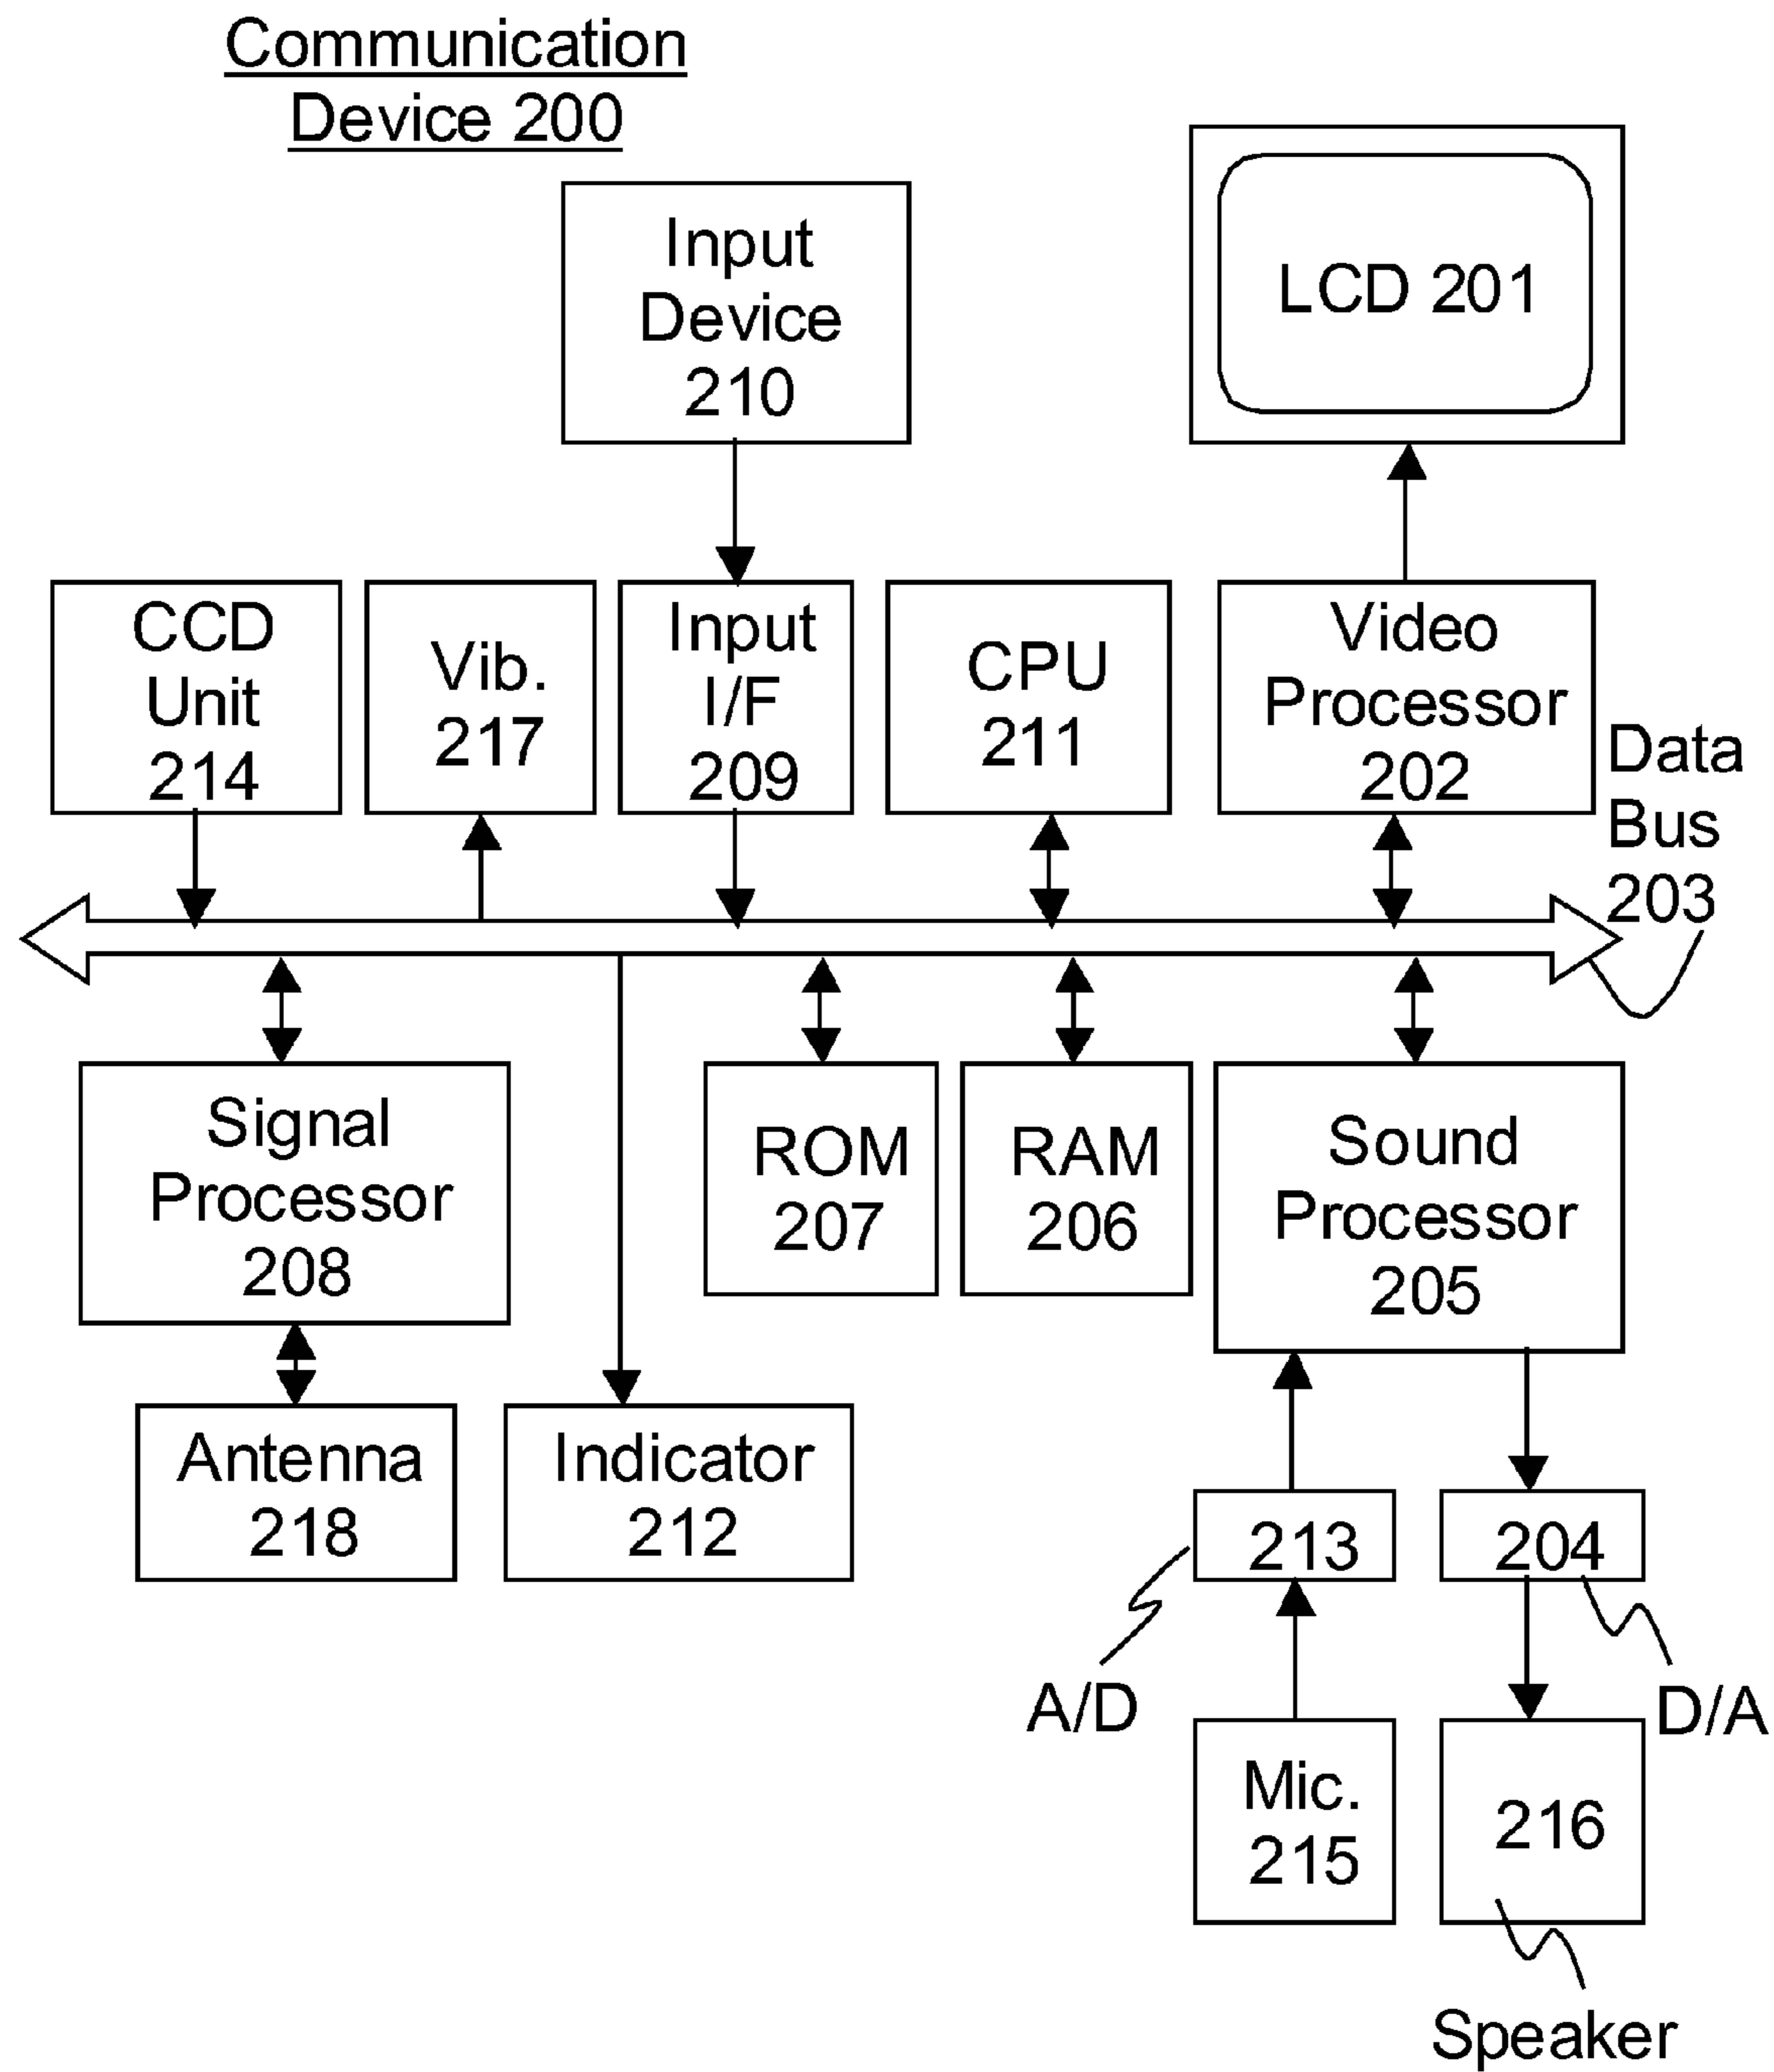 Communication
Device 200
Input
Device
210
LCD 201
CCD
Unit
214
Vib.
217
Input
I/F
209
CPU
211
Video
Processor
202
Data
Bus
203
Signal
Processor
208
ROM
207
RAM
206
Sound
Processor
205
Antenna
218
Indicator
212
213
204
A/D
D/A
Mic.
215
216
Speaker